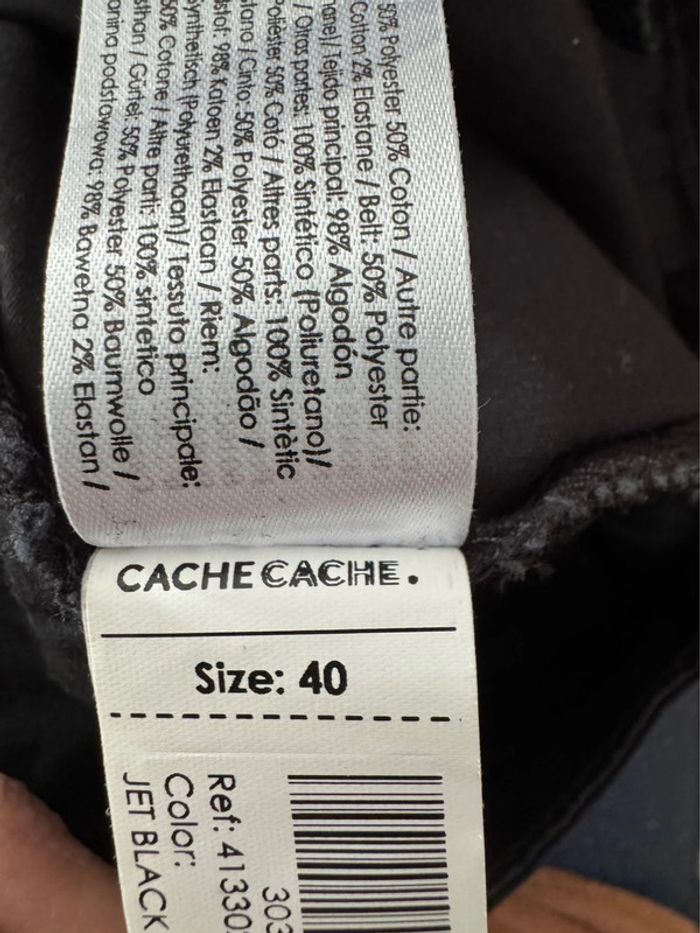 50% Polyester 50% Coton / Autre partie:
Coton 2% Elastane / Belt: 50% Polyester
Tejido principal: 98% Algodón
/ Otras partes: 100% Sintético (Poliuretano)/
Poliéster 50% Cotó / Altres parts: 100% Sintètic
/ Cinto: 50% Polyester 50% Algodão /
98% Katoen 2% Elastaan / Riem:
(Polyurethaan)/ Tessuto principale:
50% Cotone / Altre parti: 100% sintetico
/ Gürtel: 50% Polyester 50% Baumwolle /
podstawowa: 98% Bawełna 2% Elastan /
CACHE CACHE.
Size: 40
303
Ref: 41330
Color:
JET BLACK